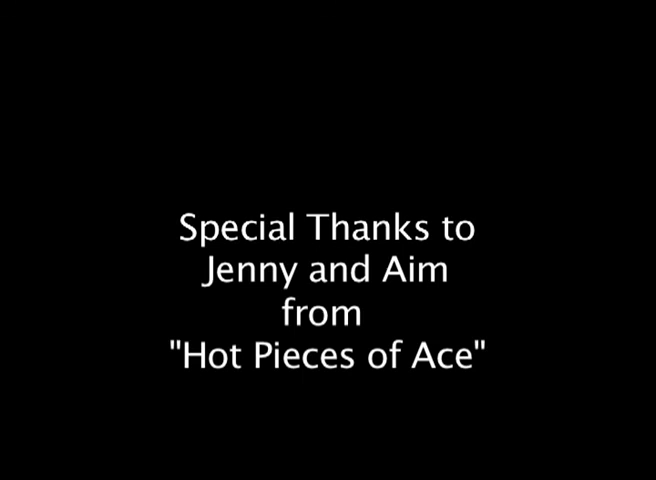 Special Thanks to
Jenny and Aim
from
"Hot Pieces of Ace"